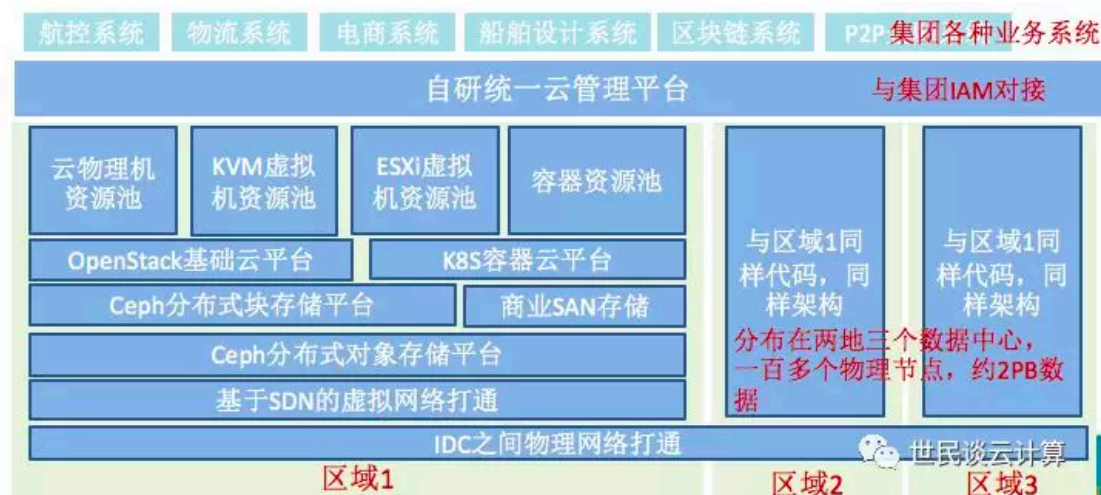 航控系统
物流系统
电商系统
船舶设计系统
区块链系统
P2P
集团各种业务系统
自研统一云管理平台
与集团IAM对接
云物理机
资源池
KVM虚拟
机资源池
ESXi虚拟
机资源池
容器资源池
OpenStack基础云平台
K8S容器云平台
Ceph分布式块存储平台
商业SAN存储
Ceph分布式对象存储平台
基于SDN的虚拟网络打通
与区域1同
样代码，同
样架构
与区域1同
样代码，同
样架构
分布在两地三个数据中心，
一百多个物理节点，约2PB数
据
IDC之间物理网络打通
世民谈云计算
区域1
区域2
区域3